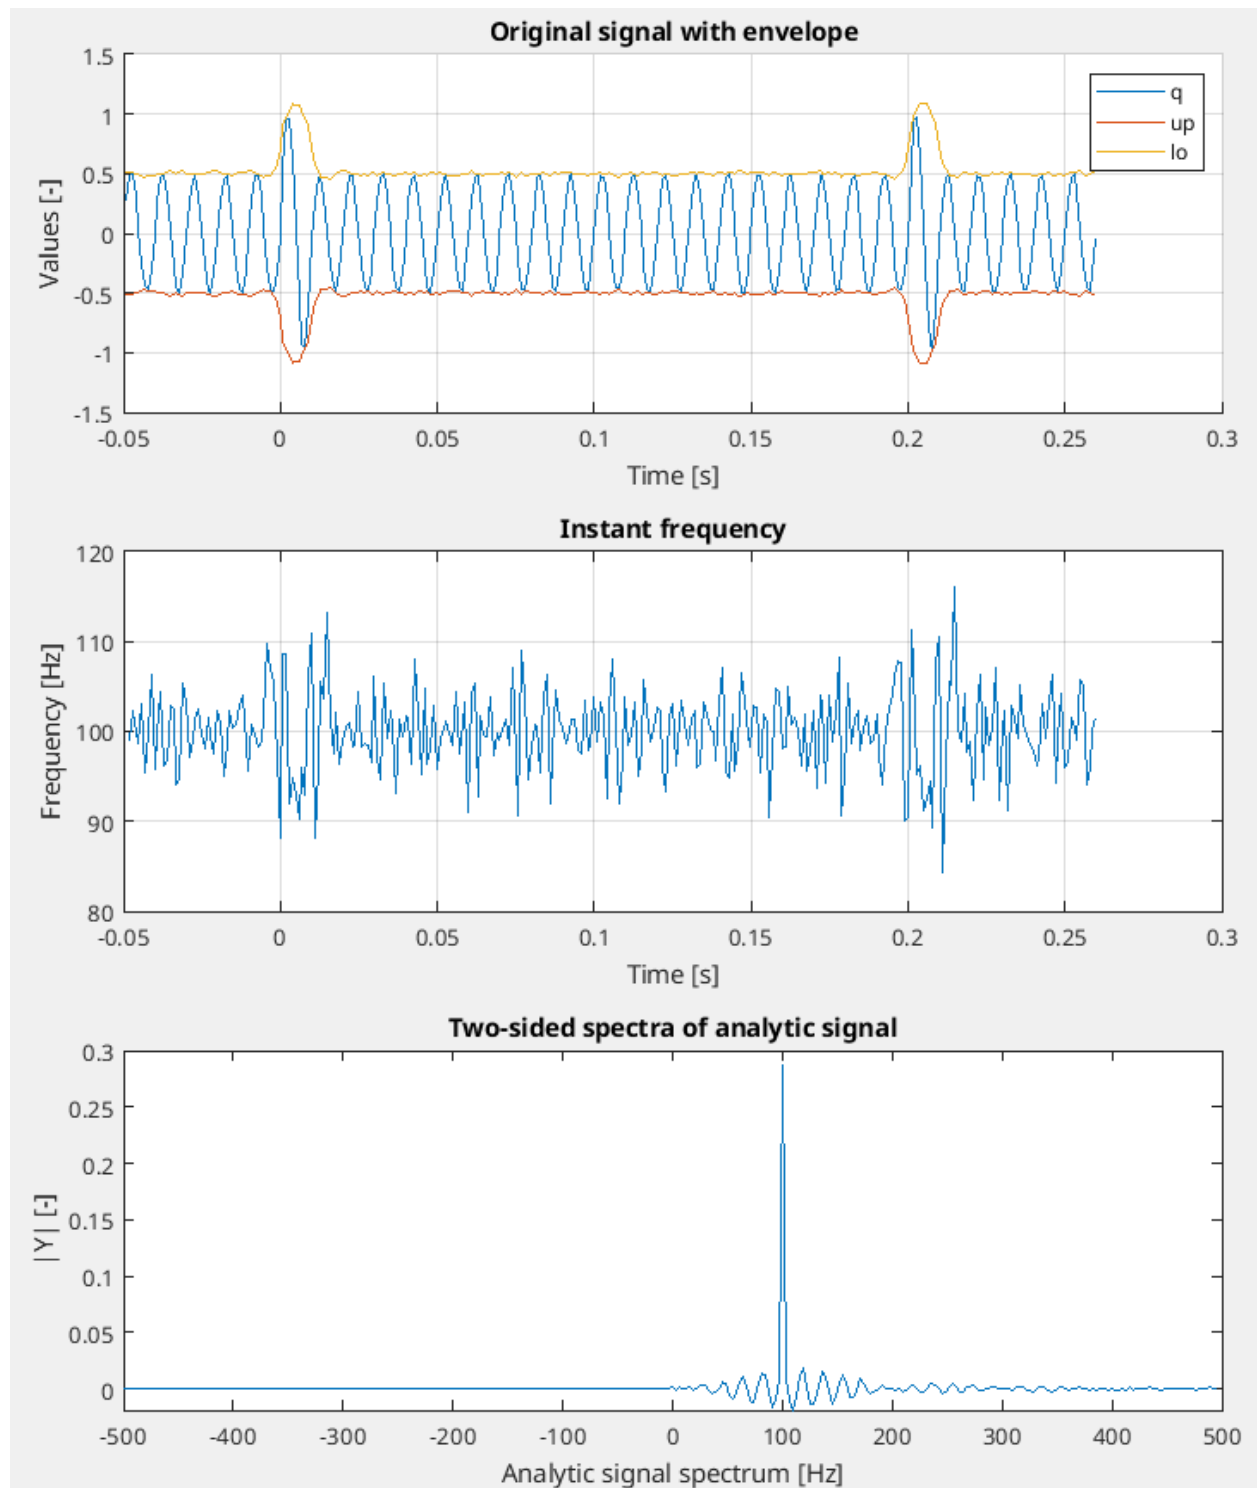 Original signal with envelope
1.5
1
0.5
0
-0.5
-1
-1.5
Values [-]
q
up
lo
-0.05 0 0.05 0.1 0.15 0.2 0.25 0.3
Time [s]
Instant frequency
120
110
100
90
80
Frequency [Hz]
-0.05 0 0.05 0.1 0.15 0.2 0.25 0.3
Time [s]
Two-sided spectra of analytic signal
0.3
0.25
0.2
0.15
0.1
0.05
0
|Y| [-]
-500 -400 -300 -200 -100 0 100 200 300 400 500
Analytic signal spectrum [Hz]